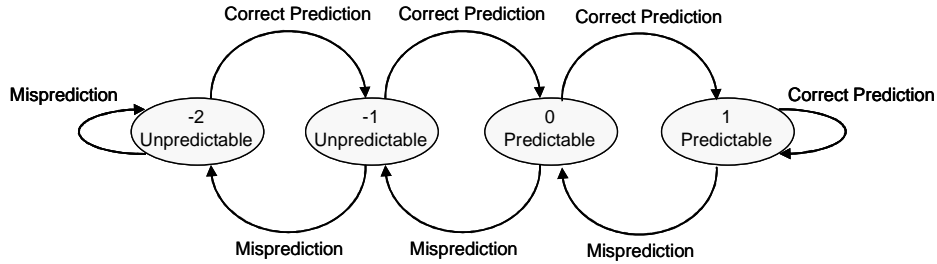 Correct Prediction
Correct Prediction
Correct Prediction
Misprediction
Correct Prediction
-2
Unpredictable
-1
Unpredictable
0
Predictable
1
Predictable
Misprediction
Misprediction
Misprediction